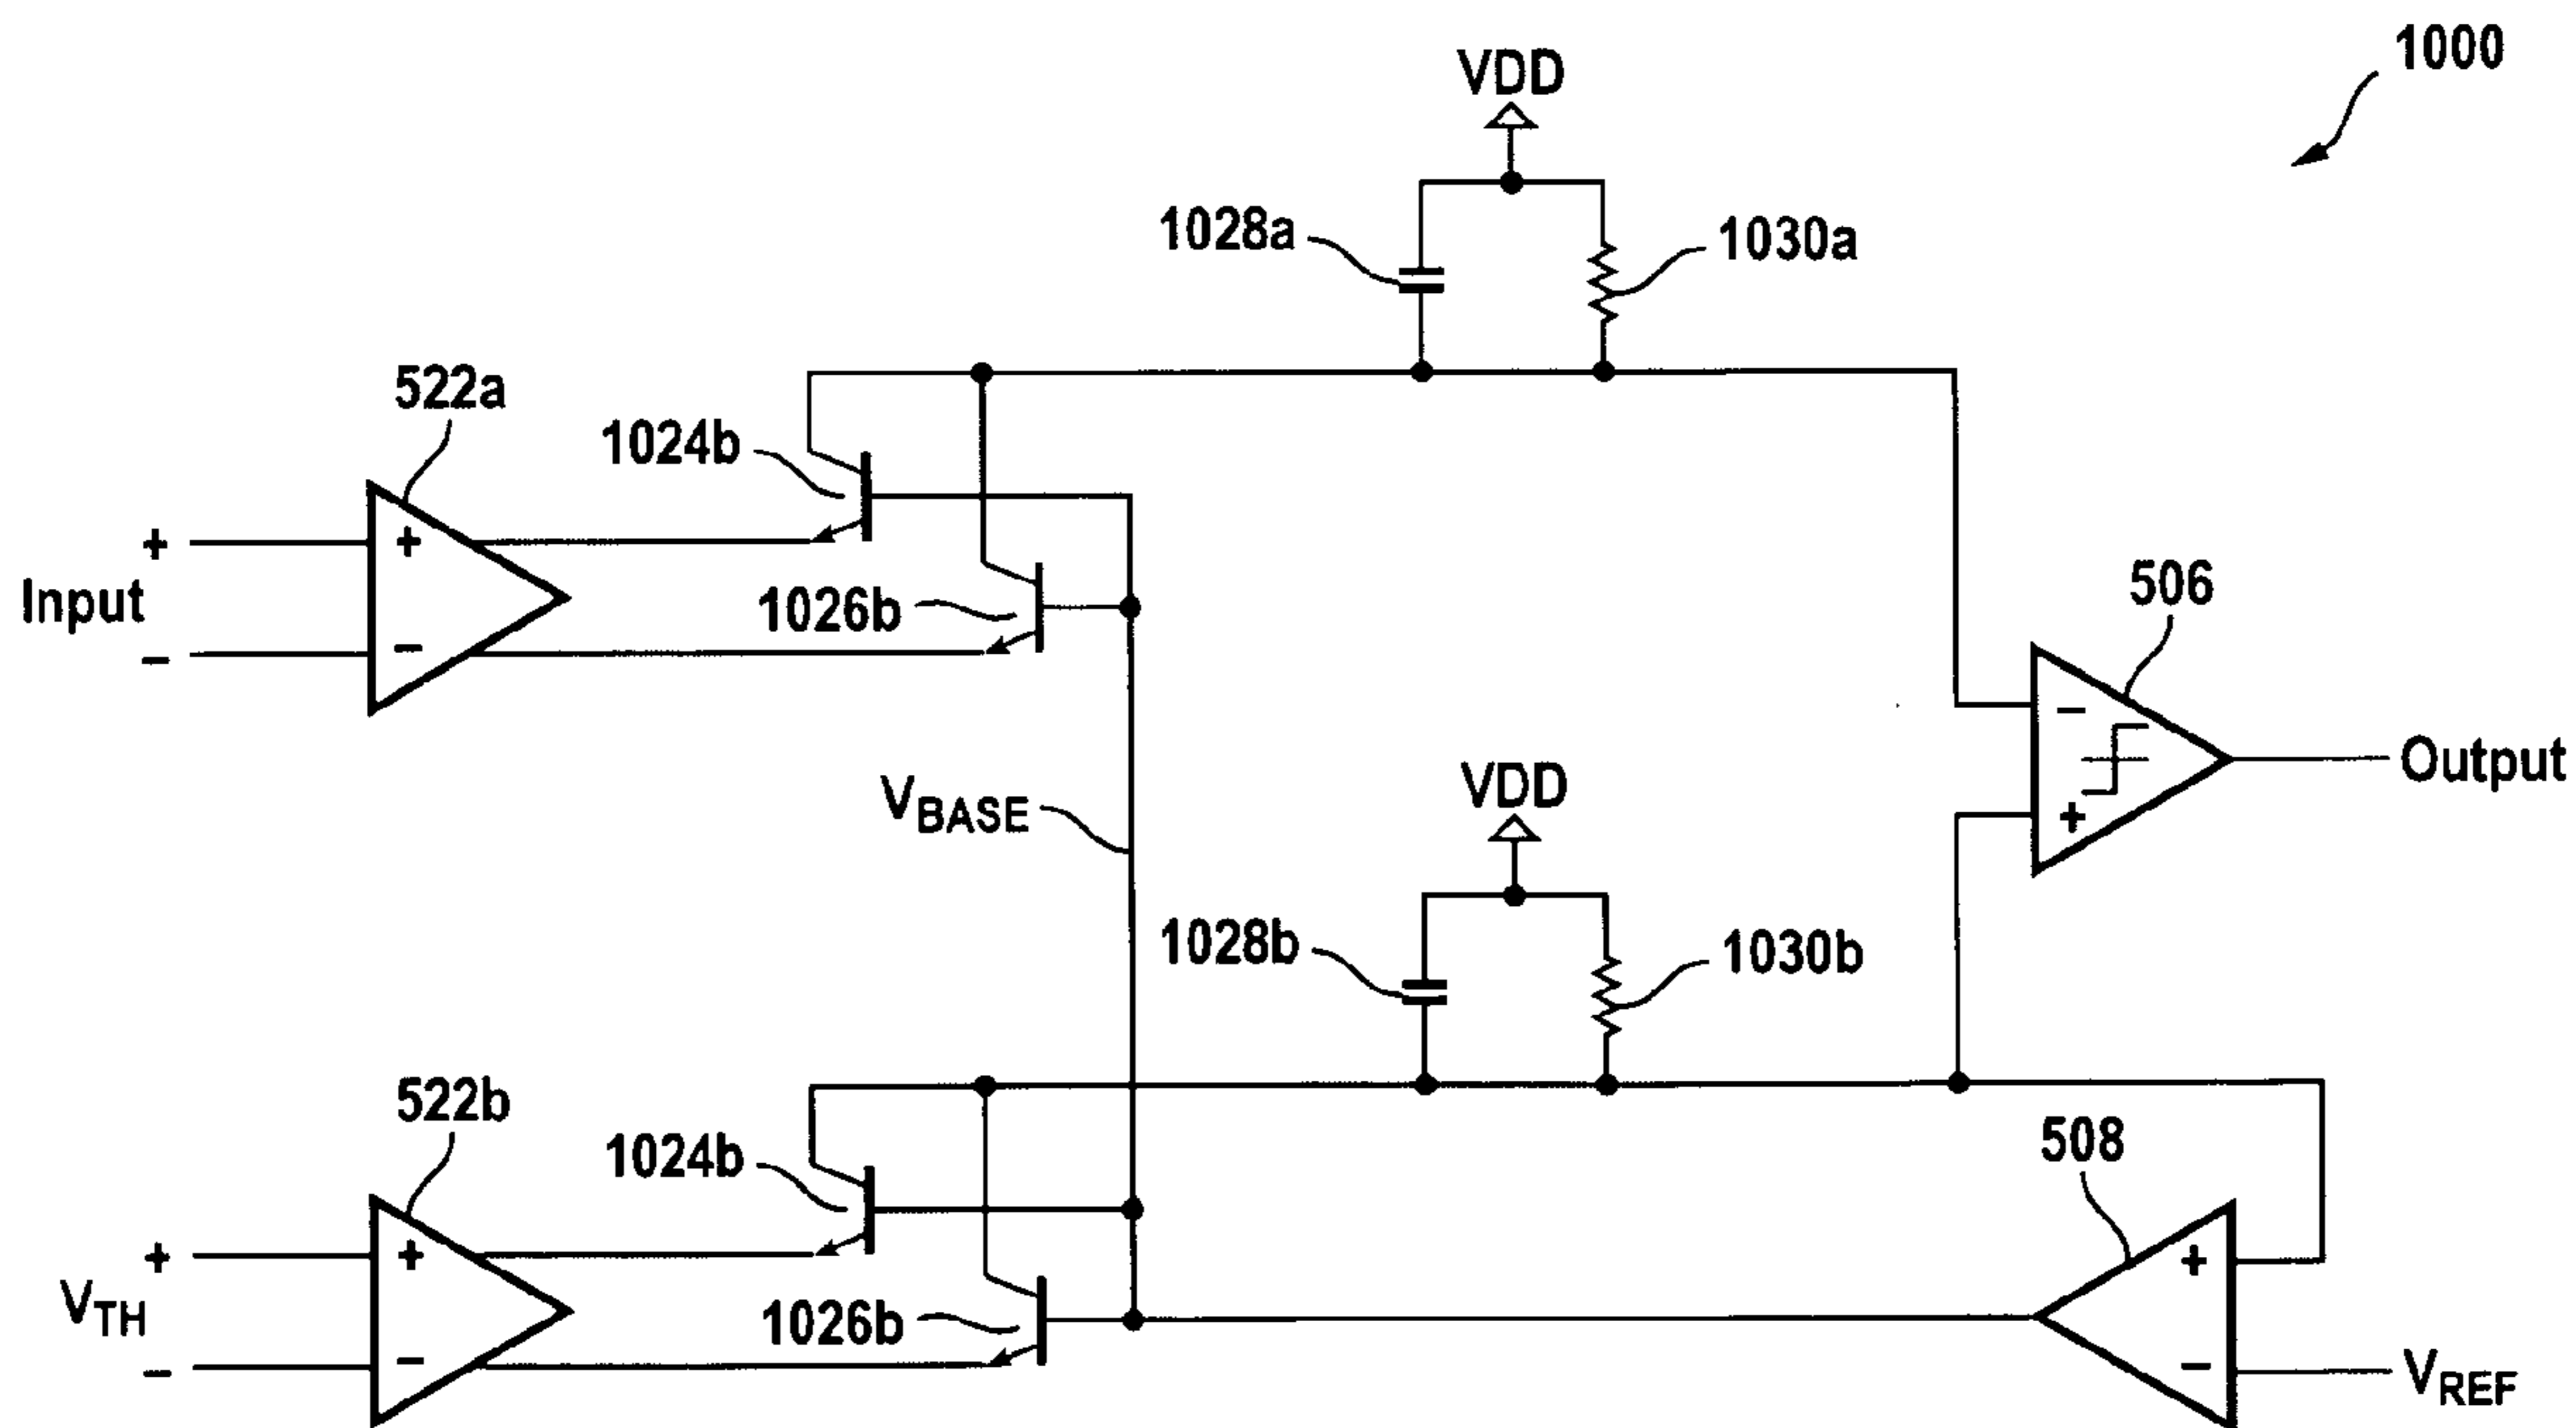 1000
VDD
1028a
1030a
522a
1024b
+
+
Input
1026b
−
−
506
−
+
Output
VBASE
VDD
1028b
1030b
522b
1024b
508
+
+
+
VTH
1026b
−
−
−
VREF